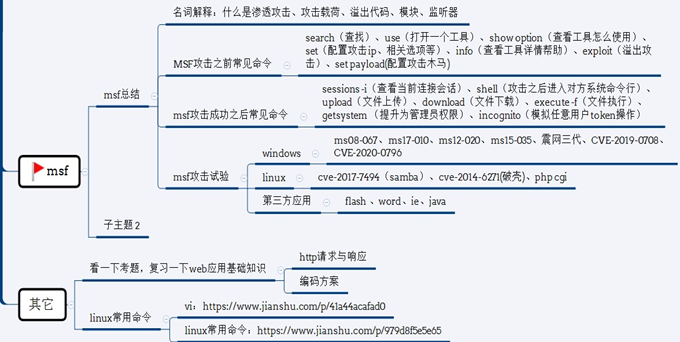 名词解释：什么是渗透攻击、攻击载荷、溢出代码、模块、监听器
search（查找）、use（打开一个工具）、show option（查看工具怎么使用）、
set（配置攻击ip、相关选项等）、info（查看工具详情帮助）、exploit（溢出攻
击）、set payload(配置攻击木马)
MSF攻击之前常见命令
msf总结
sessions -i（查看当前连接会话）、shell（攻击之后进入对方系统命令行）、
upload（文件上传）、download（文件下载）、execute -f（文件执行）、
getsystem （提升为管理员权限）、incognito（模拟任意用户token操作）
msf攻击成功之后常见命令
msf
windows
ms08-067、ms17-010、ms12-020、ms15-035、震网三代、CVE-2019-0708、
CVE-2020-0796
msf攻击试验
linux
cve-2017-7494（samba）、cve-2014-6271(破壳)、php cgi
第三方应用
flash 、word、ie、java
子主题 2
看一下考题，复习一下web应用基础知识
http请求与响应
编码方案
其它
linux常用命令
vi：https://www.jianshu.com/p/41a44acafad0
linux常用命令：https://www.jianshu.com/p/979d8f5e5e65